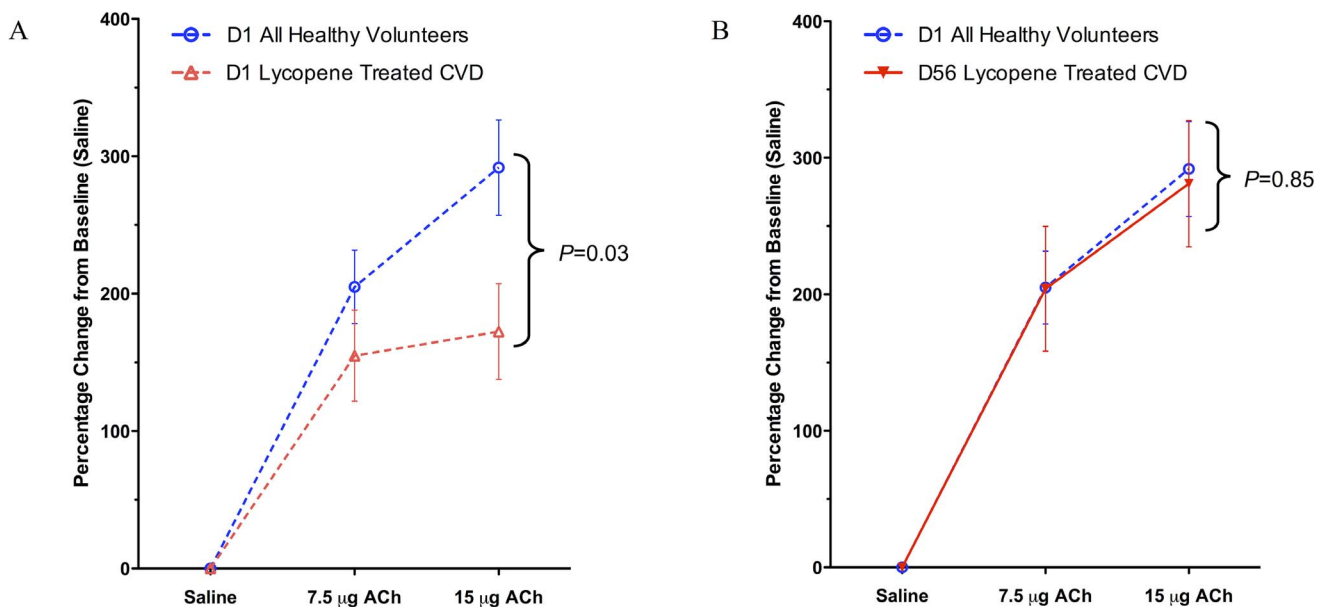 A
Percentage Change from Baseline (Saline)
400
300
200
100
0
D1 All Healthy Volunteers
D1 Lycopene Treated CVD
P=0.03
Saline
7.5 µg ACh
15 µg ACh
B
Percentage Change from Baseline (Saline)
400
300
200
100
0
D1 All Healthy Volunteers
D56 Lycopene Treated CVD
P=0.85
Saline
7.5 µg ACh
15 µg ACh